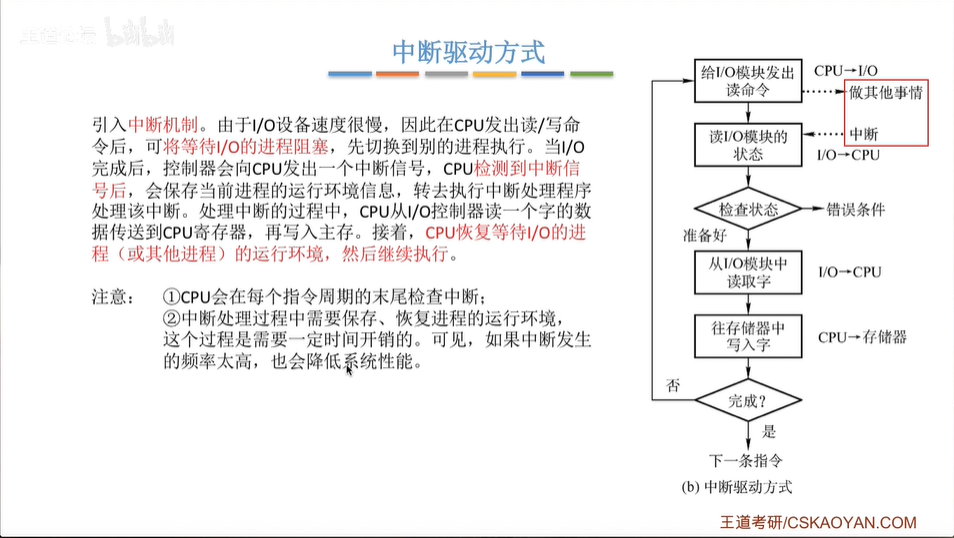 中断驱动方式
引入中断机制。由于I/O设备速度很慢，因此在CPU发出读/写命
令后，可将等待I/O的进程阻塞，先切换到别的进程执行。当I/O
完成后，控制器会向CPU发出一个中断信号，CPU检测到中断信
号后，会保存当前进程的运行环境信息，转去执行中断处理程序
处理该中断。处理中断的过程中，CPU从I/O控制器读一个字的数
据传送到CPU寄存器，再写入主存。接着，CPU恢复等待I/O的进
程（或其他进程）的运行环境，然后继续执行。
注意：
①CPU会在每个指令周期的末尾检查中断；
②中断处理过程中需要保存、恢复进程的运行环境，
这个过程是需要一定时间开销的。可见，如果中断发生
的频率太高，也会降低系统性能。
给I/O模块发出
读命令
CPU→I/O
做其他事情
读I/O模块的
状态
中断
I/O→CPU
检查状态
错误条件
准备好
从I/O模块中
读取字
I/O→CPU
往存储器中
写入字
CPU→存储器
否
完成？
是
下一条指令
(b) 中断驱动方式
王道考研/CSKAOYAN.COM
bilibili